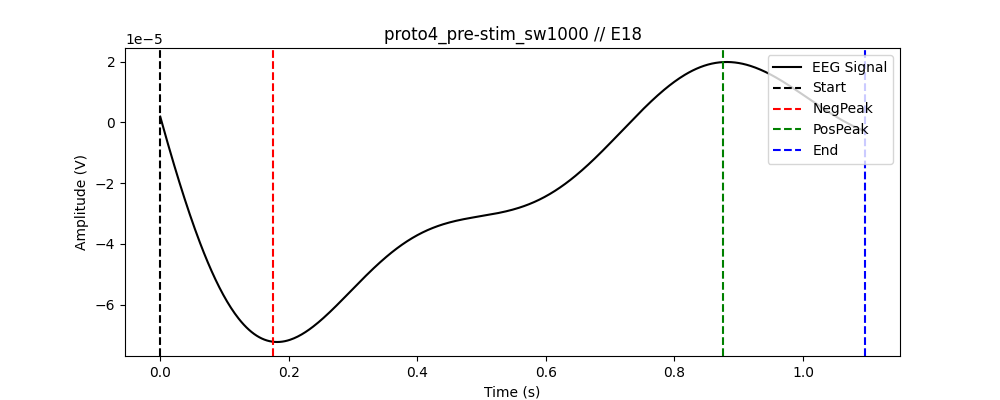 proto4_pre-stim_sw1000 // E18
1e−5
2
0
−2
−4
−6
Amplitude (V)
EEG Signal
Start
NegPeak
PosPeak
End
0.0 0.2 0.4 0.6 0.8 1.0
Time (s)